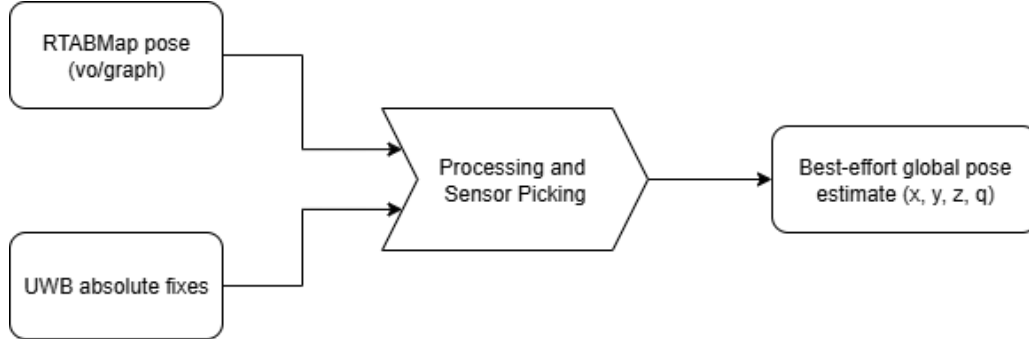 RTABMap pose
(vo/graph)
UWB absolute fixes
Processing and
Sensor Picking
Best-effort global pose
estimate (x, y, z, q)